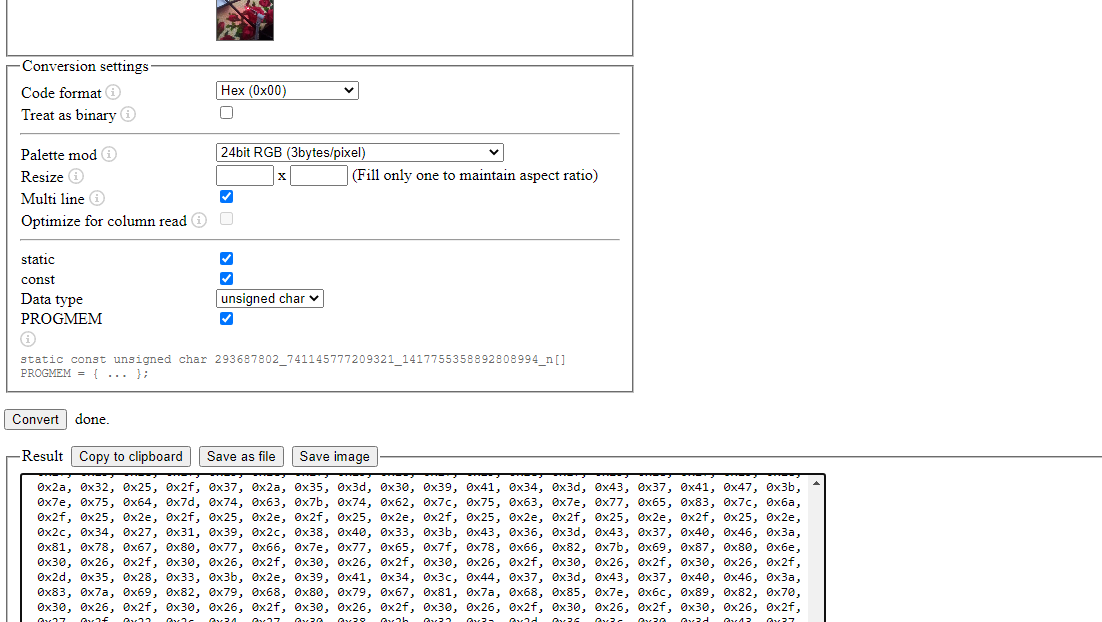 Conversion settings
Code format
Hex (0x00)
Treat as binary
Palette mod
24bit RGB (3bytes/pixel)
Resize x (Fill only one to maintain aspect ratio)
Multi line
Optimize for column read
static
const
Data type unsigned char
PROGMEM
static const unsigned char 293687802_741145777209321_1417755358892808994_n[]
PROGMEM = { ... };
Convert done.
Result Copy to clipboard Save as file Save image
0x2a, 0x32, 0x25, 0x2f, 0x37, 0x2a, 0x35, 0x3d, 0x30, 0x39, 0x41, 0x34, 0x3d, 0x43, 0x37, 0x41, 0x47, 0x3b,
0x7e, 0x75, 0x64, 0x7d, 0x74, 0x63, 0x7b, 0x74, 0x62, 0x7c, 0x75, 0x63, 0x7e, 0x77, 0x65, 0x83, 0x7c, 0x6a,
0x2f, 0x25, 0x2e, 0x2f, 0x25, 0x2e, 0x2f, 0x25, 0x2e, 0x2f, 0x25, 0x2e, 0x2f, 0x25, 0x2e, 0x2f, 0x25, 0x2e,
0x2c, 0x34, 0x27, 0x31, 0x39, 0x2c, 0x38, 0x40, 0x33, 0x3b, 0x43, 0x36, 0x3d, 0x43, 0x37, 0x40, 0x46, 0x3a,
0x81, 0x78, 0x67, 0x80, 0x77, 0x66, 0x7e, 0x77, 0x65, 0x7f, 0x78, 0x66, 0x82, 0x7b, 0x69, 0x87, 0x80, 0x6e,
0x30, 0x26, 0x2f, 0x30, 0x26, 0x2f, 0x30, 0x26, 0x2f, 0x30, 0x26, 0x2f, 0x30, 0x26, 0x2f, 0x30, 0x26, 0x2f,
0x2d, 0x35, 0x28, 0x33, 0x3b, 0x2e, 0x39, 0x41, 0x34, 0x3c, 0x44, 0x37, 0x3d, 0x43, 0x37, 0x40, 0x46, 0x3a,
0x83, 0x7a, 0x69, 0x82, 0x79, 0x68, 0x80, 0x79, 0x67, 0x81, 0x7a, 0x68, 0x85, 0x7e, 0x6c, 0x89, 0x82, 0x70,
0x30, 0x26, 0x2f, 0x30, 0x26, 0x2f, 0x30, 0x26, 0x2f, 0x30, 0x26, 0x2f, 0x30, 0x26, 0x2f, 0x30, 0x26, 0x2f,